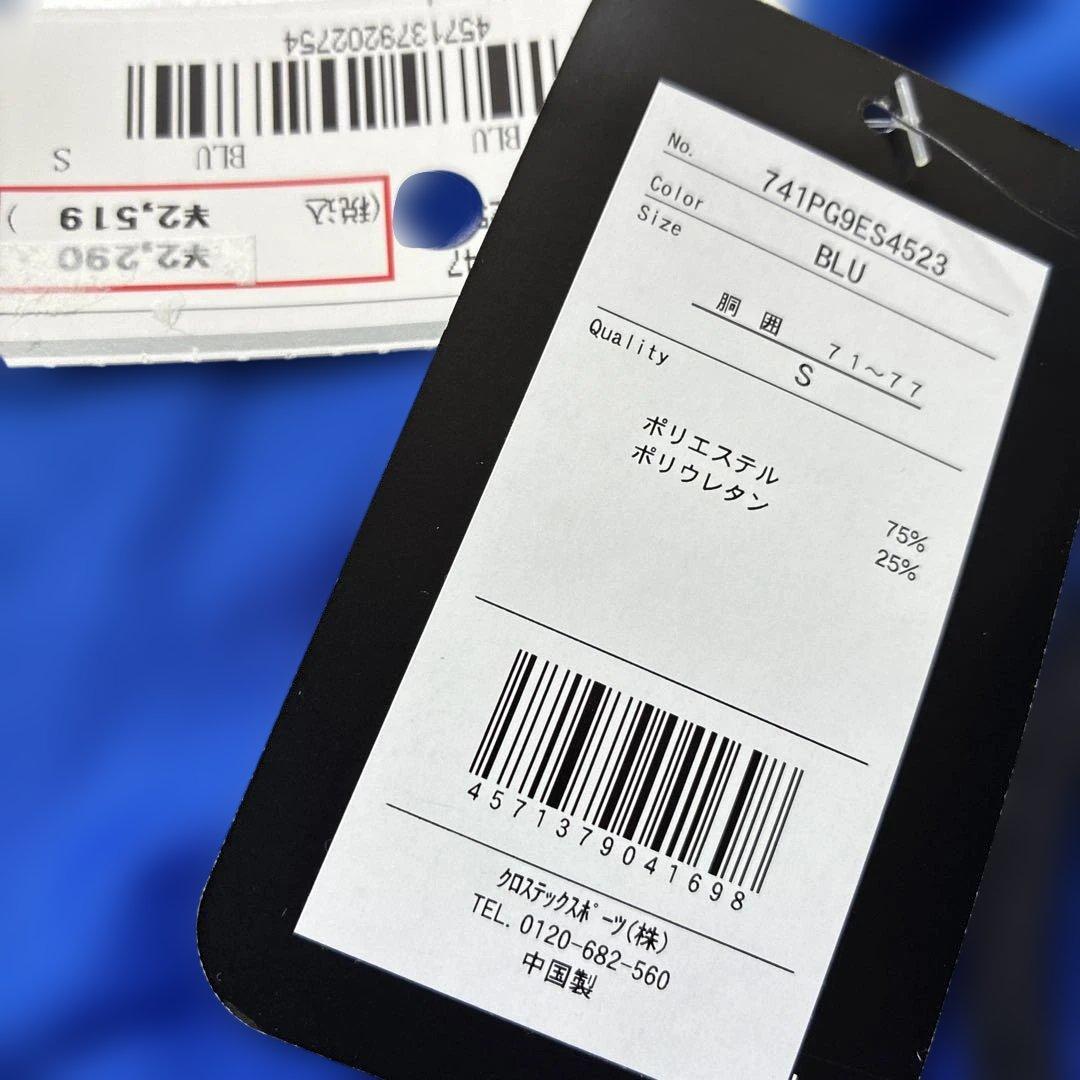 4571379202754
BLU
S
BLU
(税込
¥2,519)
¥2,290
47
No.
741PG9ES4523
Color
BLU
Size
胴囲 71~77
S
Quality
ポリエステル 75%
ポリウレタン 25%
4571379041698
クロステックスポーツ(株)
TEL. 0120-682-560
中国製